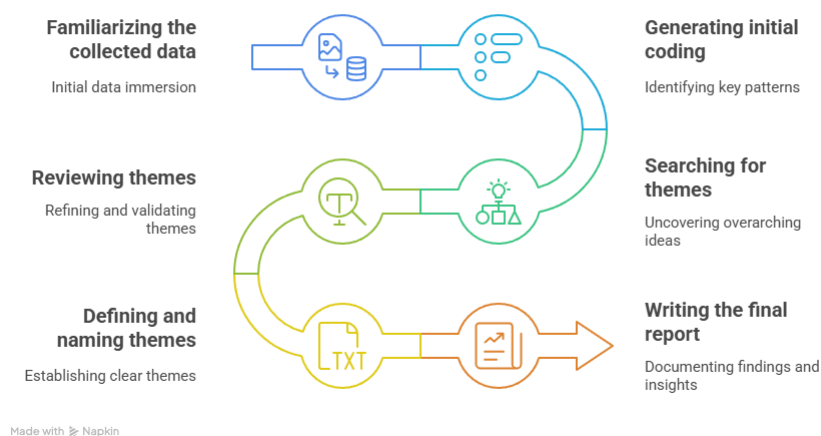 Familiarizing the
collected data
Initial data immersion
Generating initial
coding
Identifying key patterns
Searching for
themes
Uncovering overarching
ideas
Reviewing themes
Refining and validating
themes
Defining and
naming themes
Establishing clear themes
TXT
Writing the final
report
Documenting findings and
insights
Made with Napkin